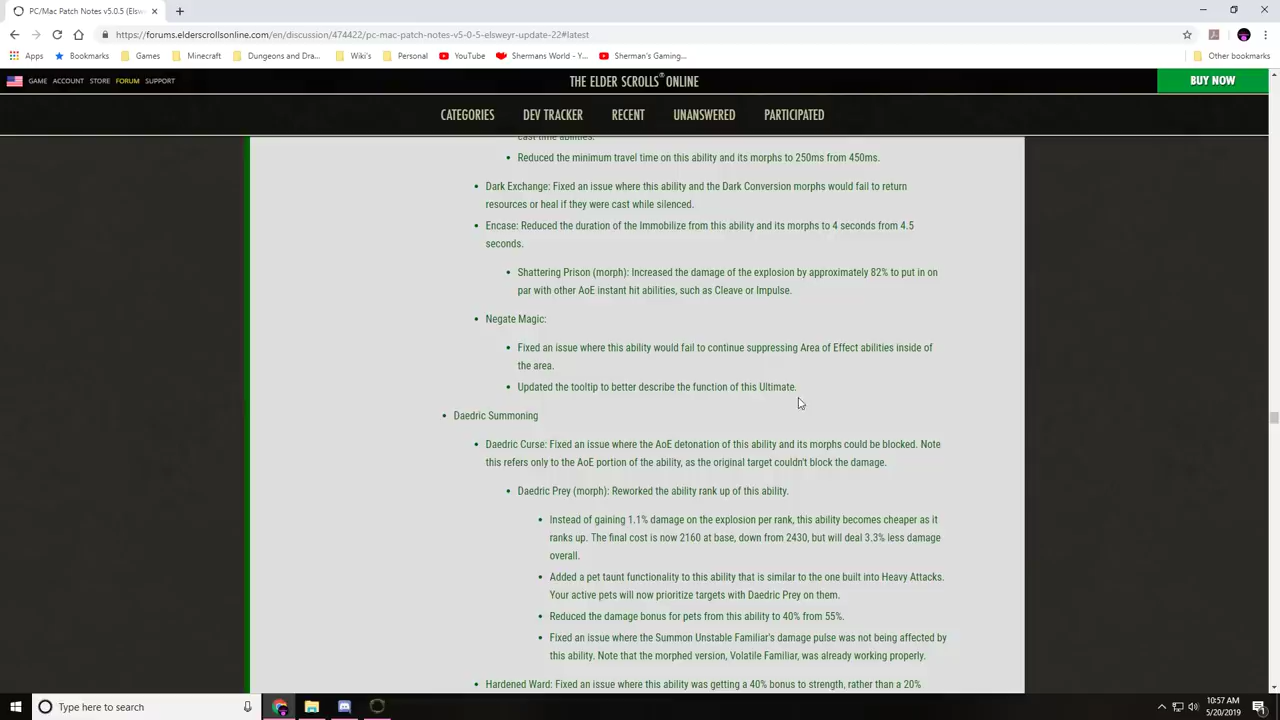 PC/Mac Patch Notes v5.0.5 (Elsw
https://forums.elderscrollsonline.com/en/discussion/474422/pc-mac-patch-notes-v5-0-5-elsweyr-update-22#latest
Apps Bookmarks Games Minecraft Dungeons and Dra... Wiki's Personal YouTube Shermans World - Y... Sherman's Gaming... Other bookmarks
GAME ACCOUNT STORE FORUM SUPPORT THE ELDER SCROLLS® ONLINE BUY NOW
CATEGORIES DEV TRACKER RECENT UNANSWERED PARTICIPATED
cast time abilities.
• Reduced the minimum travel time on this ability and its morphs to 250ms from 450ms.
• Dark Exchange: Fixed an issue where this ability and the Dark Conversion morphs would fail to return
resources or heal if they were cast while silenced.
• Encase: Reduced the duration of the Immobilize from this ability and its morphs to 4 seconds from 4.5
seconds.
• Shattering Prison (morph): Increased the damage of the explosion by approximately 82% to put in on
par with other AoE instant hit abilities, such as Cleave or Impulse.
• Negate Magic:
• Fixed an issue where this ability would fail to continue suppressing Area of Effect abilities inside of
the area.
• Updated the tooltip to better describe the function of this Ultimate.
• Daedric Summoning
• Daedric Curse: Fixed an issue where the AoE detonation of this ability and its morphs could be blocked. Note
this refers only to the AoE portion of the ability, as the original target couldn't block the damage.
• Daedric Prey (morph): Reworked the ability rank up of this ability.
• Instead of gaining 1.1% damage on the explosion per rank, this ability becomes cheaper as it
ranks up. The final cost is now 2160 at base, down from 2430, but will deal 3.3% less damage
overall.
• Added a pet taunt functionality to this ability that is similar to the one built into Heavy Attacks.
Your active pets will now prioritize targets with Daedric Prey on them.
• Reduced the damage bonus for pets from this ability to 40% from 55%.
• Fixed an issue where the Summon Unstable Familiar's damage pulse was not being affected by
this ability. Note that the morphed version, Volatile Familiar, was already working properly.
• Hardened Ward: Fixed an issue where this ability was getting a 40% bonus to strength, rather than a 20%
Type here to search
10:57 AM
5/20/2019
1